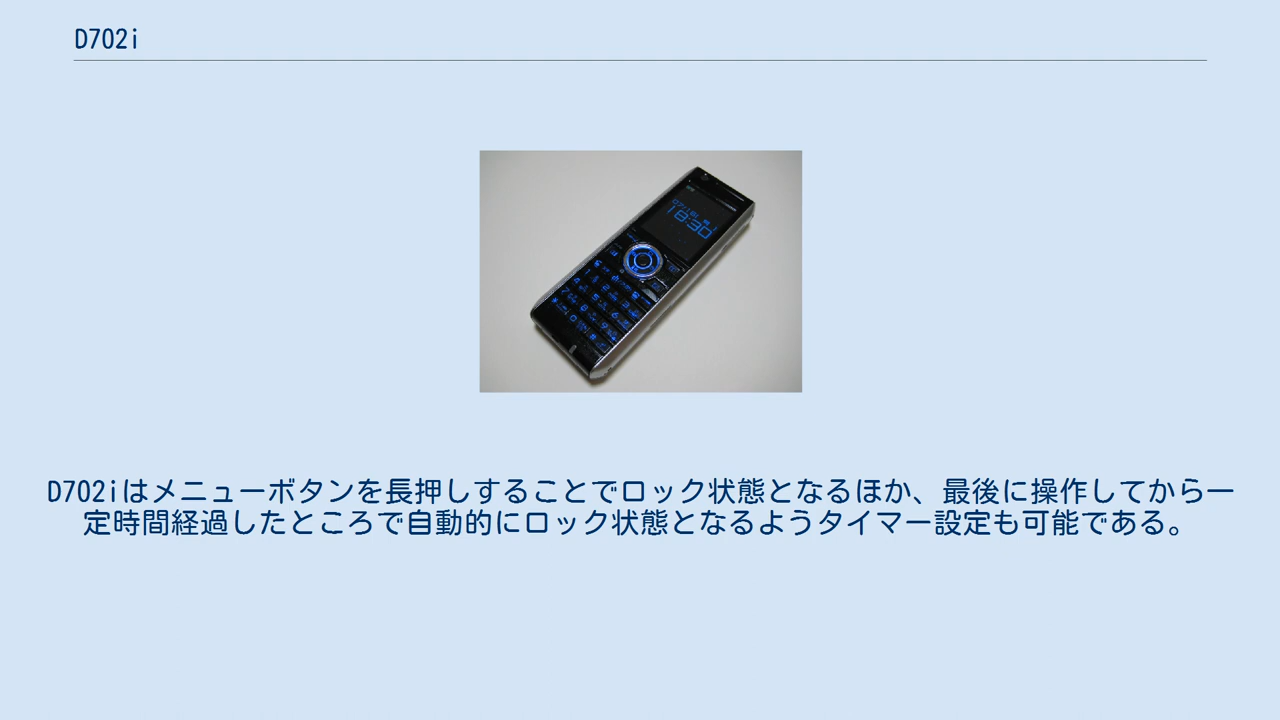 D702i
18:30
D702iはメニューボタンを長押しすることでロック状態となるほか、最後に操作してから一
定時間経過したところで自動的にロック状態となるようタイマー設定も可能である。